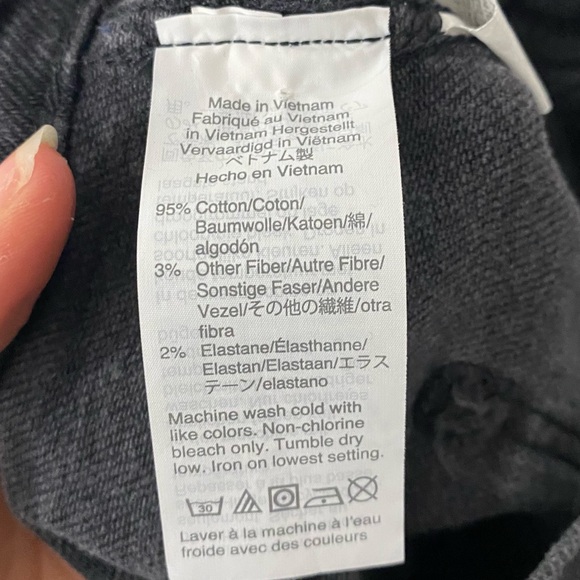 Made in Vietnam
Fabriqué au Vietnam
in Vietnam Hergestellt
Vervaardigd in Viëtnam
ベトナム製
Hecho en Vietnam
95% Cotton/Coton/
Baumwolle/Katoen/綿/
algodón
3% Other Fiber/Autre Fibre/
Sonstige Faser/Andere
Vezel/その他の繊維/otra
fibra
2% Elastane/Élasthanne/
Elastan/Elastaan/エラス
テーン/elastano
Machine wash cold with
like colors. Non-chlorine
bleach only. Tumble dry
low. Iron on lowest setting.
30
Laver à la machine à l'eau
froide avec des couleurs